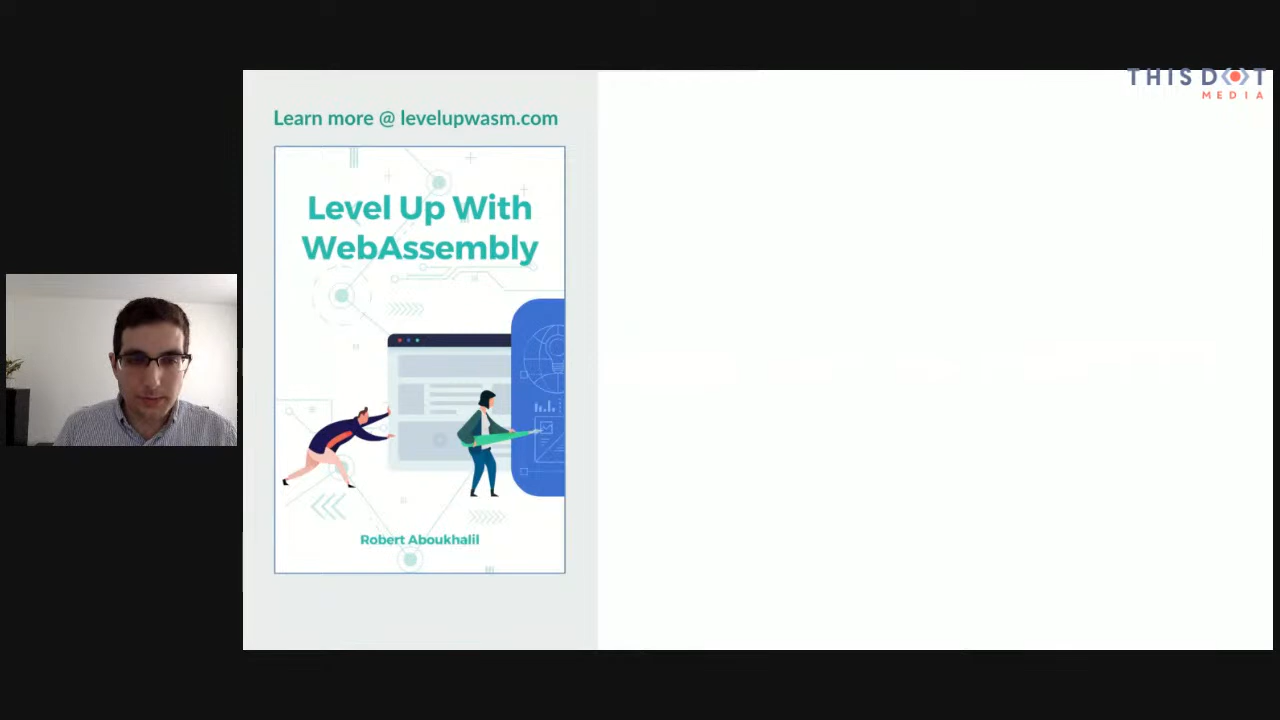 THIS DOT
MEDIA
Learn more @ levelupwasm.com
Level Up With
WebAssembly
Robert Aboukhalil